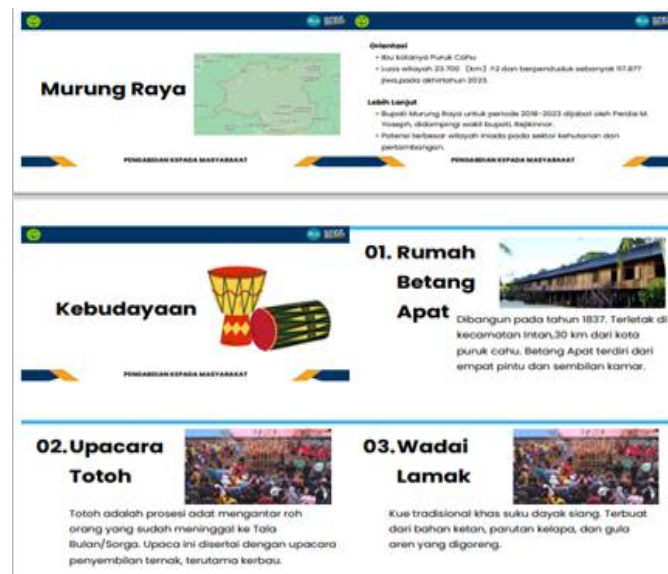 Murung Raya
PENGABDIAN KEPADA MASYARAKAT
Orientasi
• Ibu kotanya Puruk Cahu
• Luas wilayah 23.700 [km] ^2 dan berpenduduk sebanyak 117.877
jiwa,pada akhirtahun 2023.
Lebih Lanjut
• Bupati Murung Raya untuk periode 2018-2023 dijabat oleh Perdie M.
Yoseph, didampingi wakil bupati, Rejikinnor.
• Potensi terbesar wilayah iniada pada sektor kehutanan dan
pertambangan.
PENGABDIAN KEPADA MASYARAKAT
Kebudayaan
PENGABDIAN KEPADA MASYARAKAT
01. Rumah
Betang
Apat
Dibangun pada tahun 1837. Terletak di
kecamatan Intan,30 km dari kota
puruk cahu. Betang Apat terdiri dari
empat pintu dan sembilan kamar.
02.Upacara
Totoh
Totoh adalah prosesi adat mengantar roh
orang yang sudah meninggal ke Tala
Bulan/Sorga. Upaca ini disertai dengan upacara
penyembilan ternak, terutama kerbau.
03.Wadai
Lamak
Kue tradisional khas suku dayak siang. Terbuat
dari bahan ketan, parutan kelapa, dan gula
aren yang digoreng.